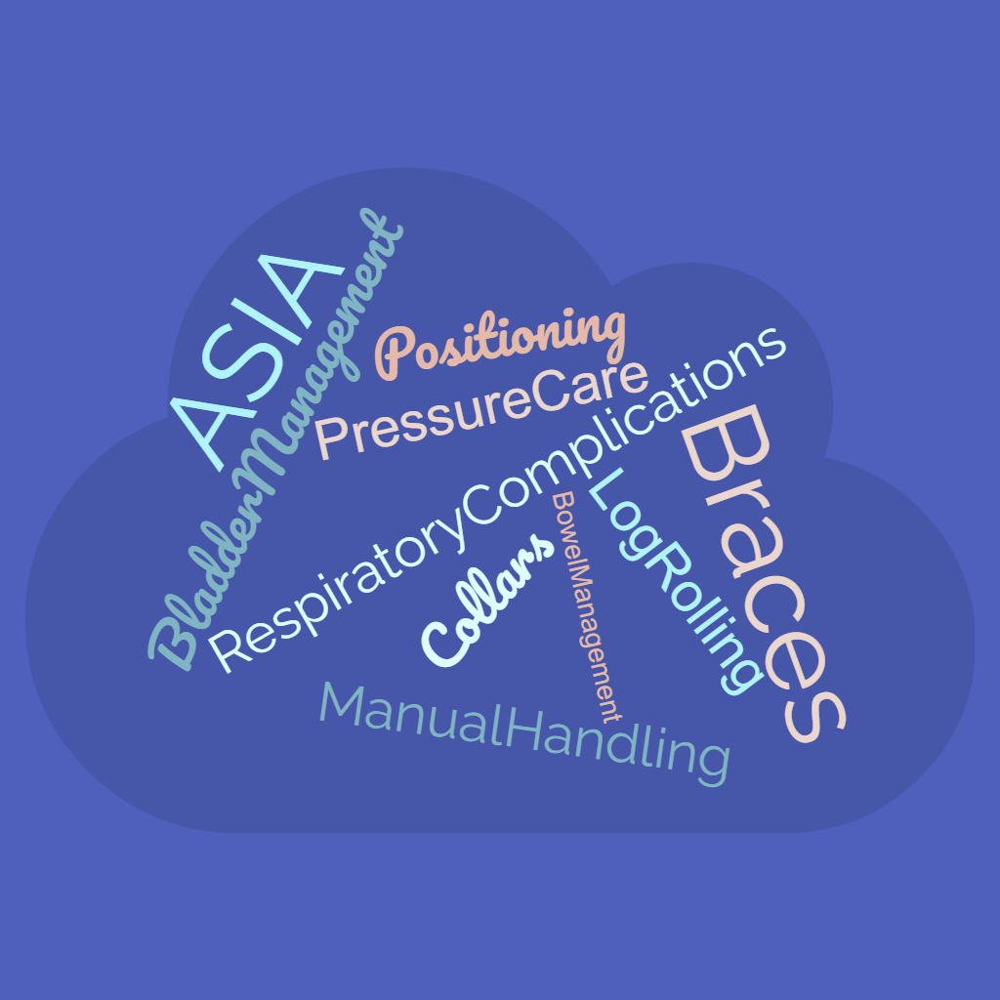 ASIA
BladderManagement
Positioning
PressureCare
RespiratoryComplications
Braces
LogRolling
BowelManagement
Collars
ManualHandling